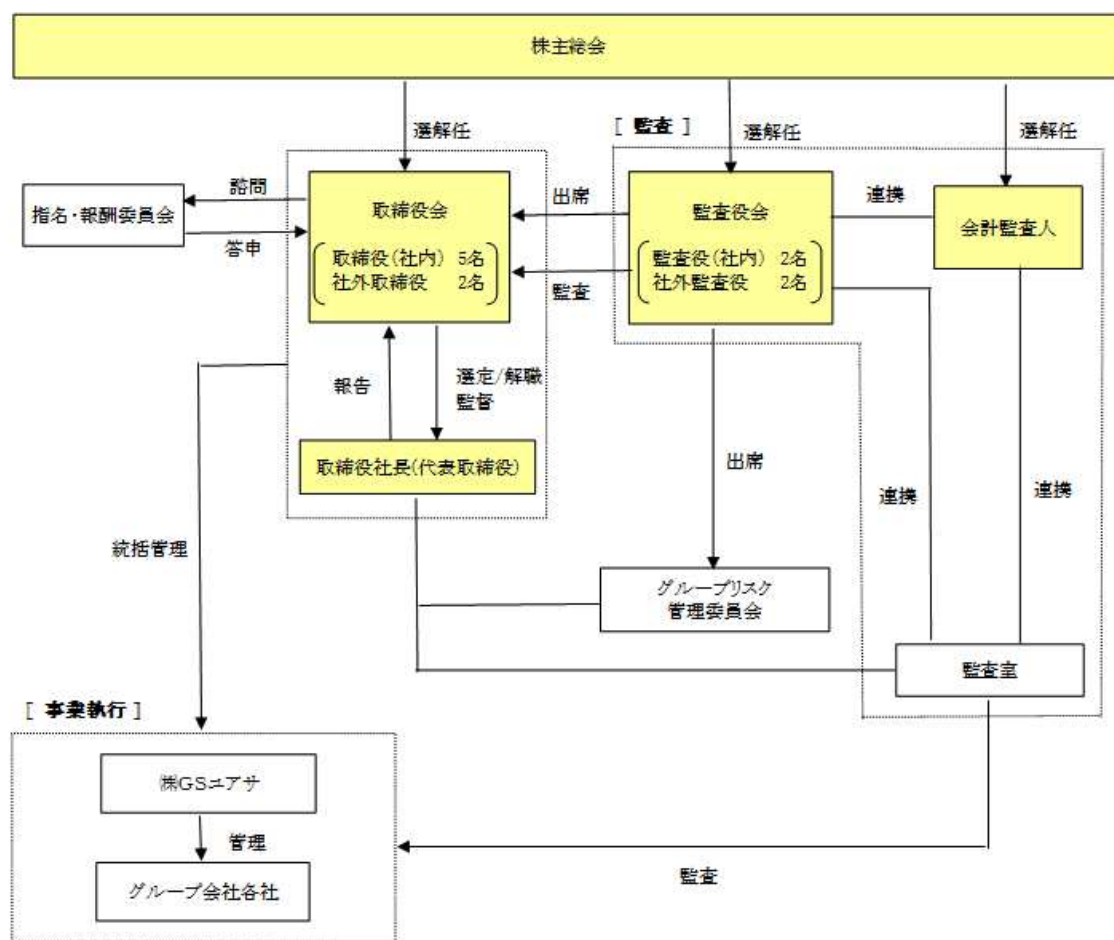 株主総会
選解任
[ 監査 ]
選解任
選解任
指名・報酬委員会
諮問
答申
取締役会
取締役(社内) 5名
社外取締役 2名
出席
監査
監査役会
監査役(社内) 2名
社外監査役 2名
連携
会計監査人
報告
選定/解職
監督
取締役社長(代表取締役)
出席
連携
連携
統括管理
グループリスク
管理委員会
監査室
[ 事業執行 ]
㈱GSユアサ
管理
グループ会社各社
監査